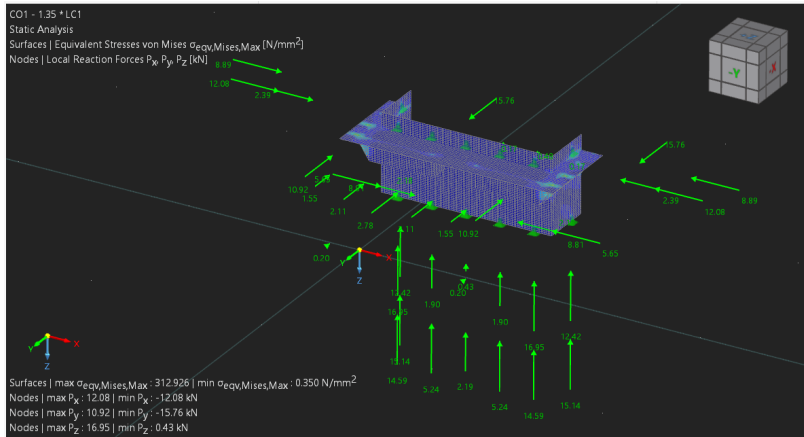 CO1 - 1.35 * LC1
Static Analysis
Surfaces | Equivalent Stresses von Mises σeqv,Mises,Max [N/mm²]
Nodes | Local Reaction Forces Px, Py, Pz [kN]
8.89
12.08
2.39
15.76
-Y
-X
15.76
10.92
1.55
2.11
2.78
1.55
10.92
2.39
12.08
8.89
8.81
5.65
0.20
Y
X
Z
12.42
1.90
0.43
0.20
16.95
1.90
16.95
12.42
15.14
14.59
5.24
2.19
5.24
14.59
15.14
Y
X
Z
Surfaces | max σeqv,Mises,Max : 312.926 | min σeqv,Mises,Max : 0.350 N/mm²
Nodes | max Px : 12.08 | min Px : -12.08 kN
Nodes | max Py : 10.92 | min Py : -15.76 kN
Nodes | max Pz : 16.95 | min Pz : 0.43 kN